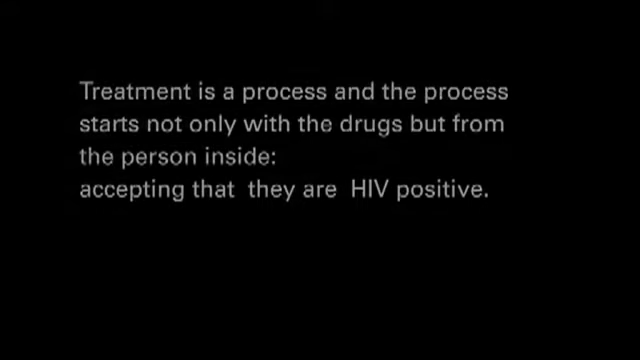 Treatment is a process and the process
starts not only with the drugs but from
the person inside:
accepting that they are HIV positive.